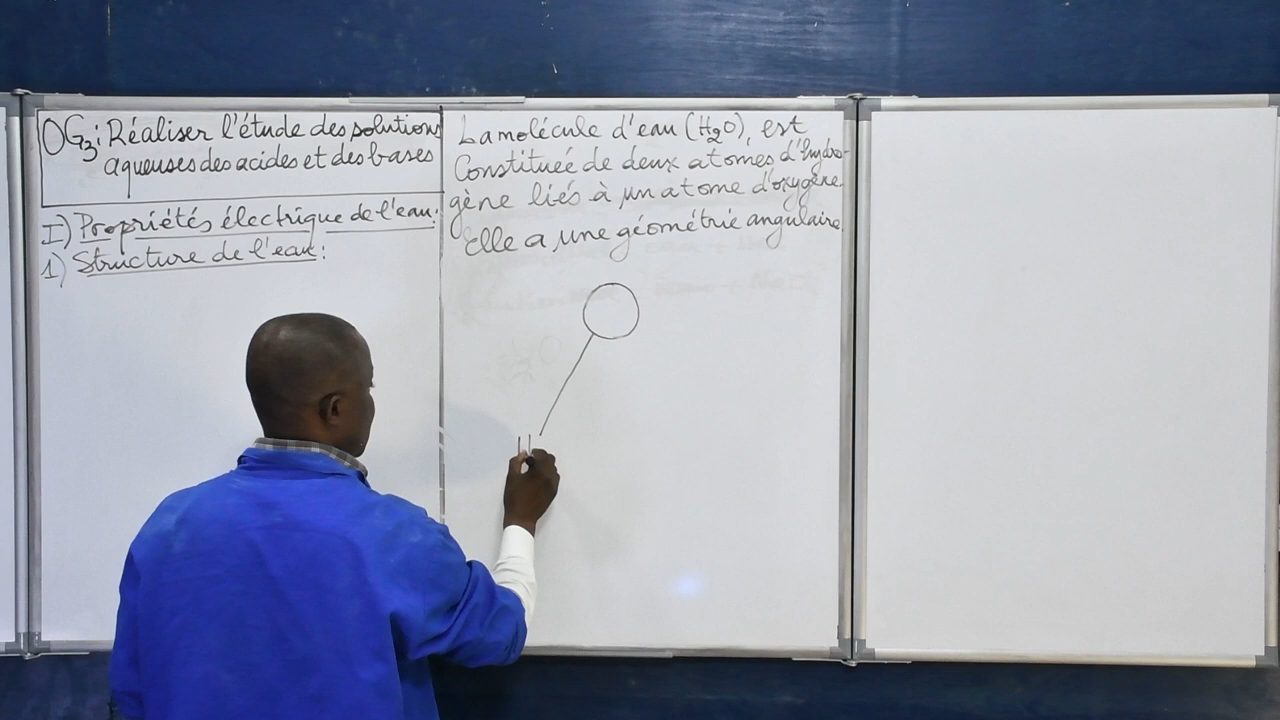 OG3: Réaliser l'étude des solutions
aqueuses des acides et des bases
I) Propriétés électrique de l'eau:
1) Structure de l'eau:
La molécule d'eau (H2O), est
Constituée de deux atomes d'hydro-
gène liés à un atome d'oxygène.
Elle a une géométrie angulaire
H